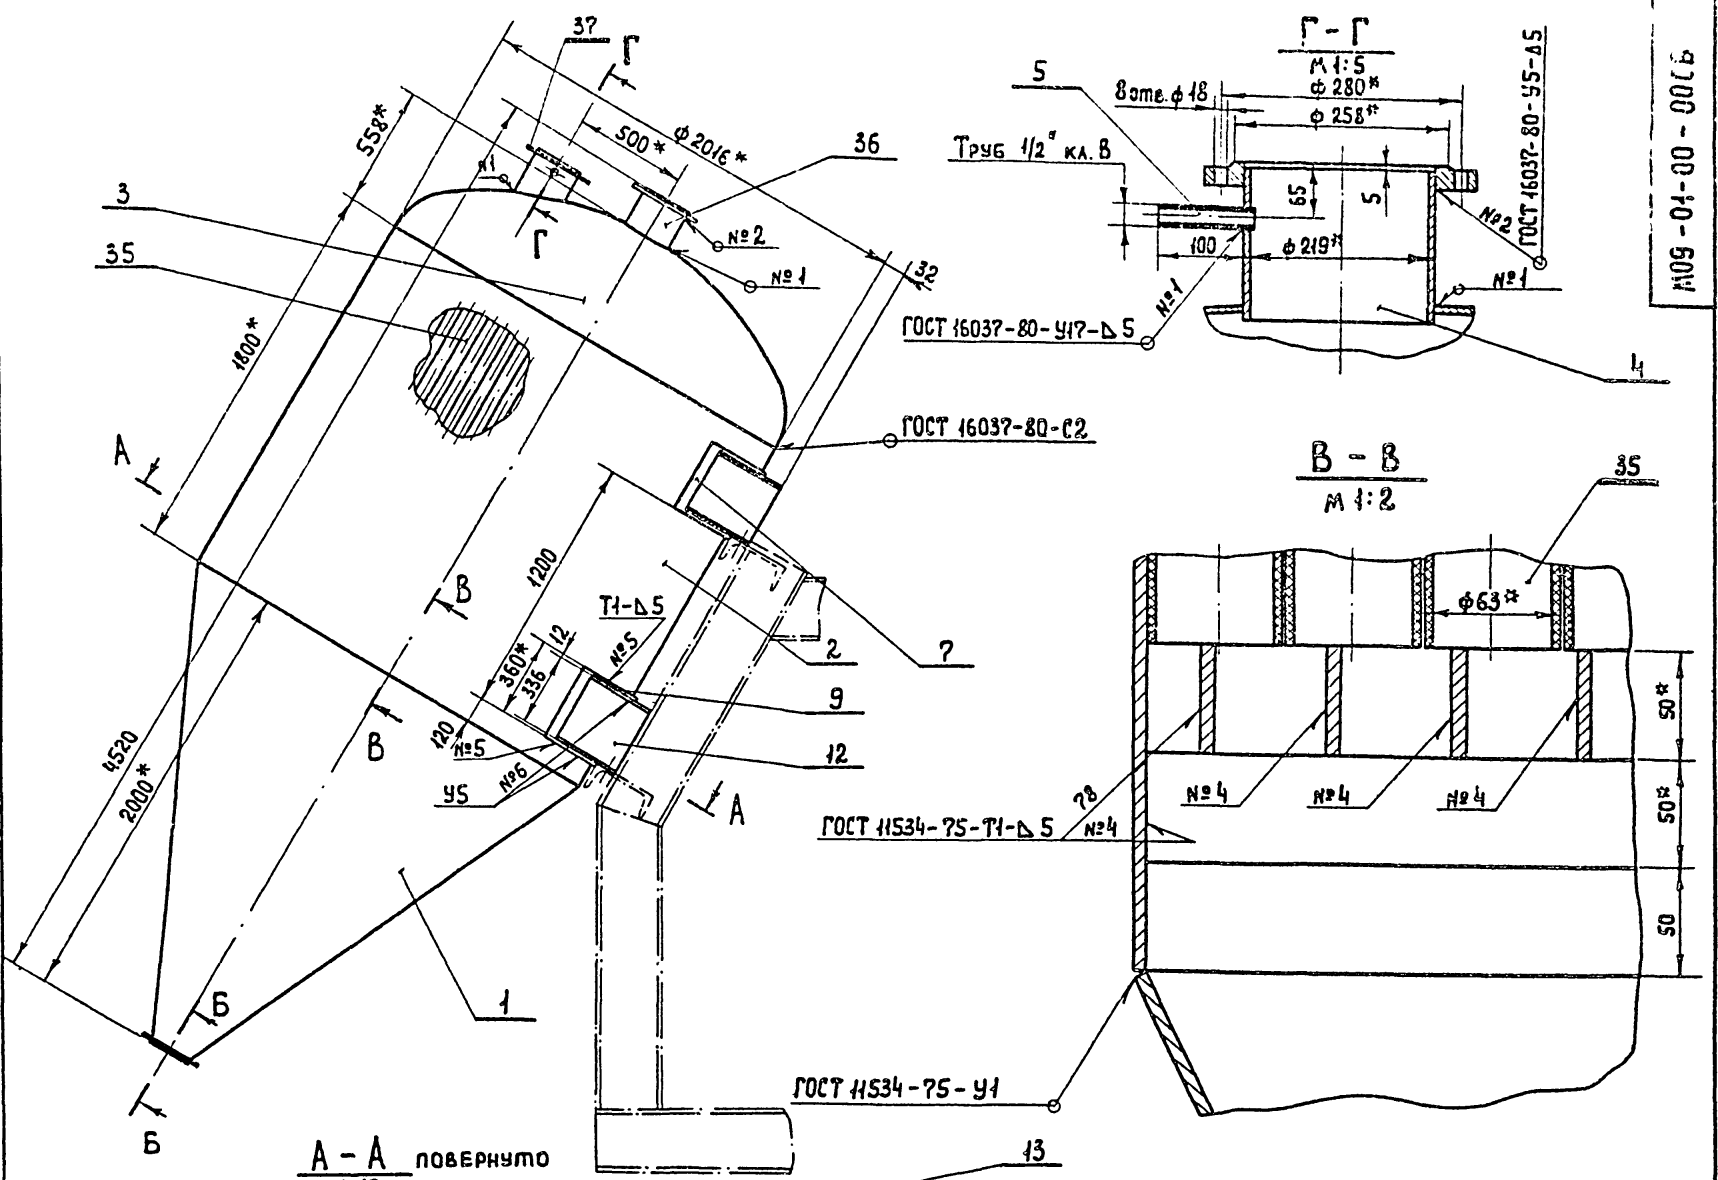 37
Г
558*
500*
ϕ 2016*
36
№1
3
35
Г
№2
№1
32
1800*
ГОСТ 16037-80-С2
А
1200
В
Т1-Δ5
12
№5
360*
336
2
7
9
120
№5
№6
У5
12
В
А
4520
2000*
1
Б
Б
А - А ПОВЕРНУТО
13
Г - Г
М 1:5
5
8 отв. ϕ 18
ϕ 280*
ϕ 258*
ТРУБ 1/2" КЛ. В
65
5
№2
ГОСТ 16037-80-У5-Δ5
100
ϕ 219*
№1
№1
ГОСТ 16037-80-У17-Δ5
4
В - В
М 1:2
35
ϕ63*
50*
78
№4
№4
№4
50*
ГОСТ 11534-75-Т1-Δ5
№4
50
ГОСТ 11534-75-У1
М09-01-00-00СБ